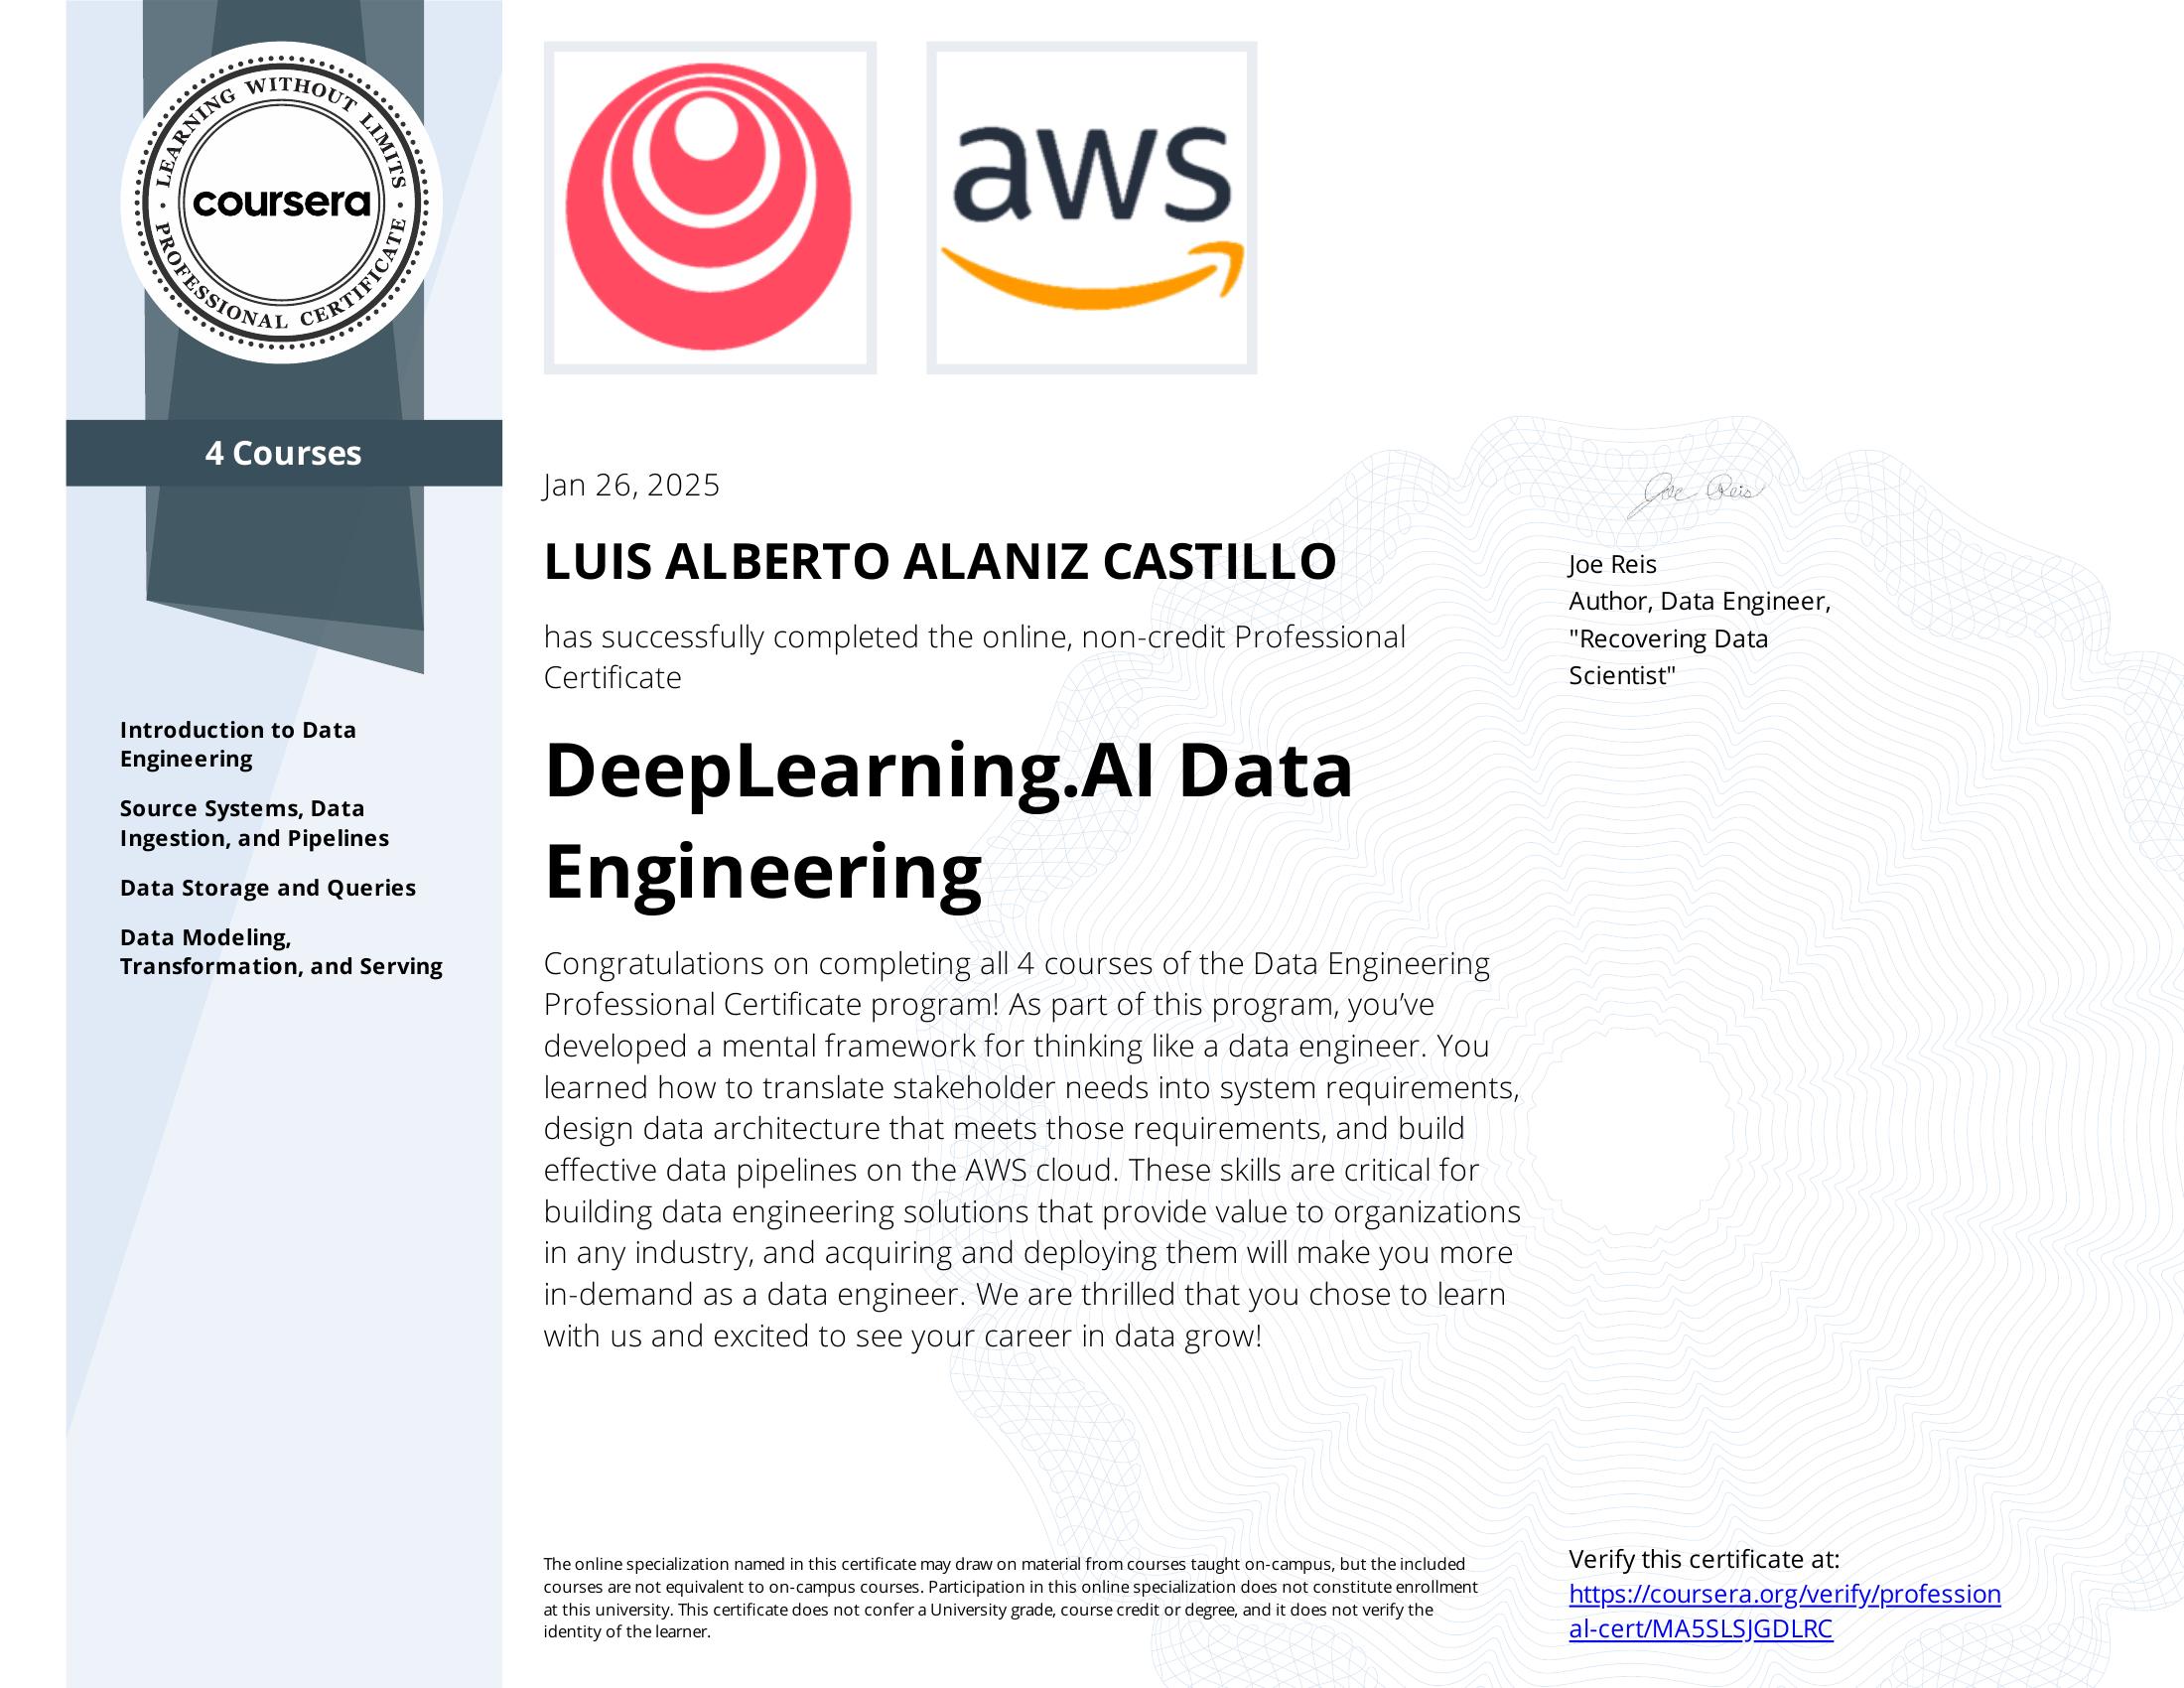 LEARNING WITHOUT LIMITS
coursera
PROFESSIONAL CERTIFICATE
4 Courses
Introduction to Data
Engineering
Source Systems, Data
Ingestion, and Pipelines
Data Storage and Queries
Data Modeling,
Transformation, and Serving
aws
Jan 26, 2025
LUIS ALBERTO ALANIZ CASTILLO
has successfully completed the online, non-credit Professional
Certificate
DeepLearning.AI Data
Engineering
Congratulations on completing all 4 courses of the Data Engineering
Professional Certificate program! As part of this program, you’ve
developed a mental framework for thinking like a data engineer. You
learned how to translate stakeholder needs into system requirements,
design data architecture that meets those requirements, and build
effective data pipelines on the AWS cloud. These skills are critical for
building data engineering solutions that provide value to organizations
in any industry, and acquiring and deploying them will make you more
in-demand as a data engineer. We are thrilled that you chose to learn
with us and excited to see your career in data grow!
Joe Reis
Joe Reis
Author, Data Engineer,
"Recovering Data
Scientist"
The online specialization named in this certificate may draw on material from courses taught on-campus, but the included
courses are not equivalent to on-campus courses. Participation in this online specialization does not constitute enrollment
at this university. This certificate does not confer a University grade, course credit or degree, and it does not verify the
identity of the learner.
Verify this certificate at:
https://coursera.org/verify/profession
al-cert/MA5SLSJGDLRC